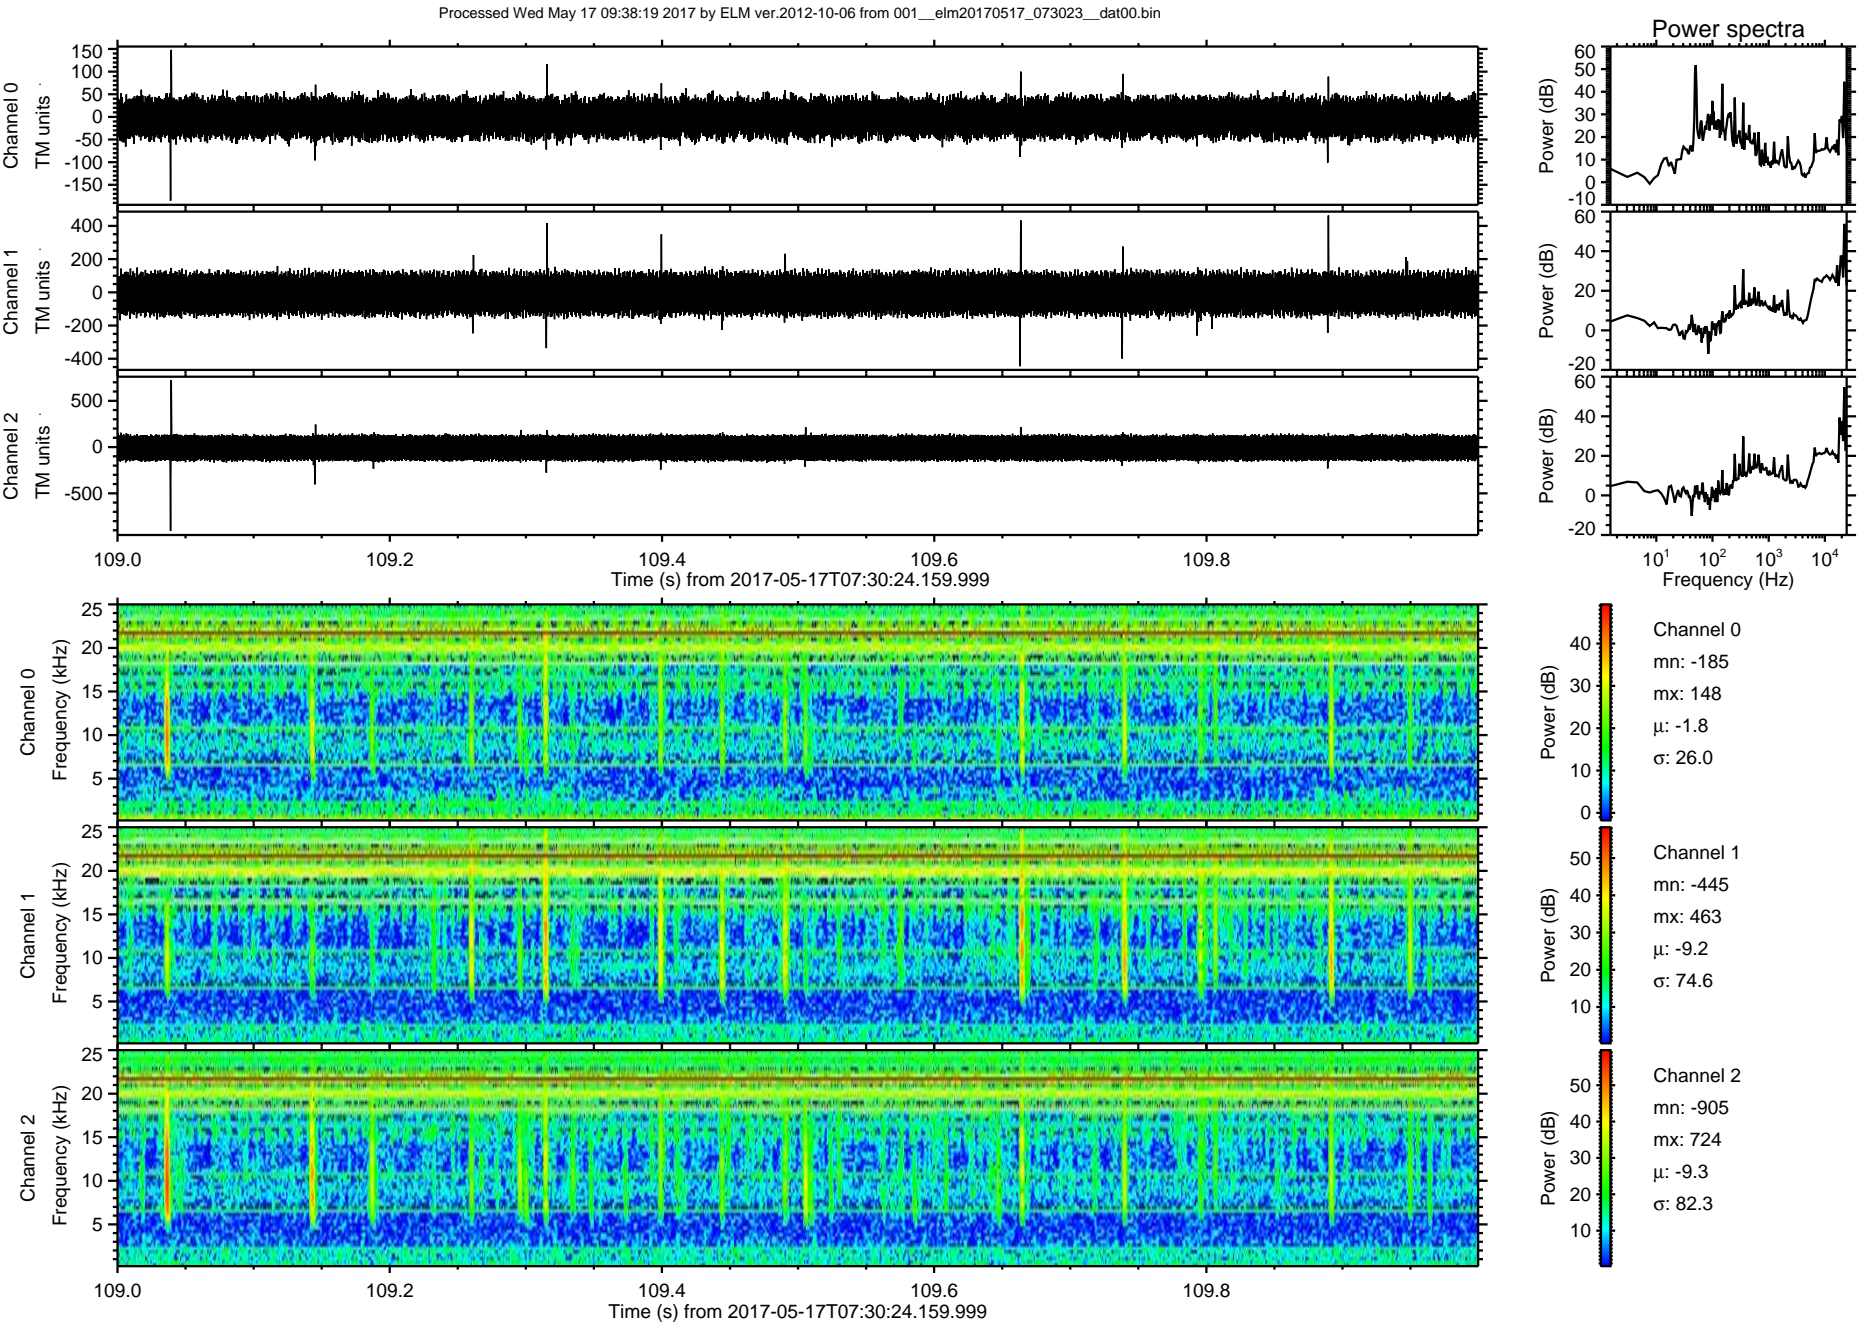 Processed Wed May 17 09:38:19 2017 by ELM ver.2012-10-06 from 001__elm20170517_073023__dat00.bin
Power spectra
Channel 0
TM units
150
100
50
0
-50
-100
-150
Power (dB)
60
50
40
30
20
10
0
-10
Channel 1
TM units
400
200
0
-200
-400
Power (dB)
60
40
20
0
-20
Channel 2
TM units
500
0
-500
Power (dB)
60
40
20
0
-20
109.0 109.2 109.4 109.6 109.8
Time (s) from 2017-05-17T07:30:24.159.999
10¹ 10² 10³ 10⁴
Frequency (Hz)
Channel 0
Frequency (kHz)
25
20
15
10
5
Power (dB)
40
30
20
10
0
Channel 0
mn: -185
mx: 148
μ: -1.8
σ: 26.0
Channel 1
Frequency (kHz)
25
20
15
10
5
Power (dB)
50
40
30
20
10
Channel 1
mn: -445
mx: 463
μ: -9.2
σ: 74.6
Channel 2
Frequency (kHz)
25
20
15
10
5
Power (dB)
50
40
30
20
10
Channel 2
mn: -905
mx: 724
μ: -9.3
σ: 82.3
109.0 109.2 109.4 109.6 109.8
Time (s) from 2017-05-17T07:30:24.159.999